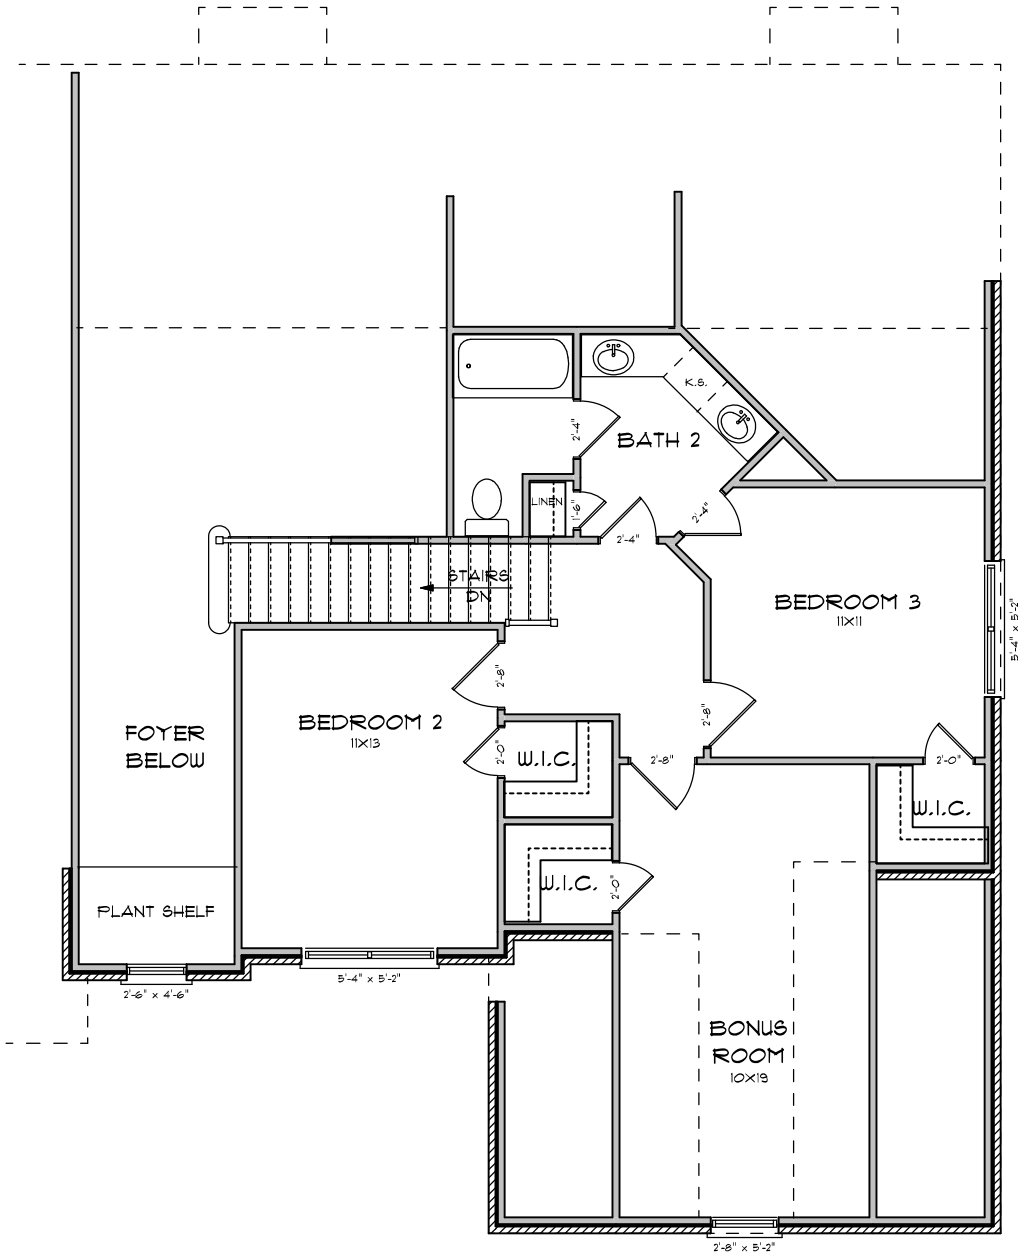 K.S.
2'-4"
BATH 2
LINEN
1'-6"
2'-4"
2'-4"
STAIRS
DN
BEDROOM 3
11X11
5'-4" x 5'-2"
2'-8"
BEDROOM 2
11X13
2'-8"
FOYER
BELOW
2'-0"
W.I.C.
2'-8"
2'-0"
W.I.C.
W.I.C.
2'-0"
PLANT SHELF
5'-4" x 5'-2"
2'-6" x 4'-6"
BONUS
ROOM
10X19
2'-8" x 5'-2"